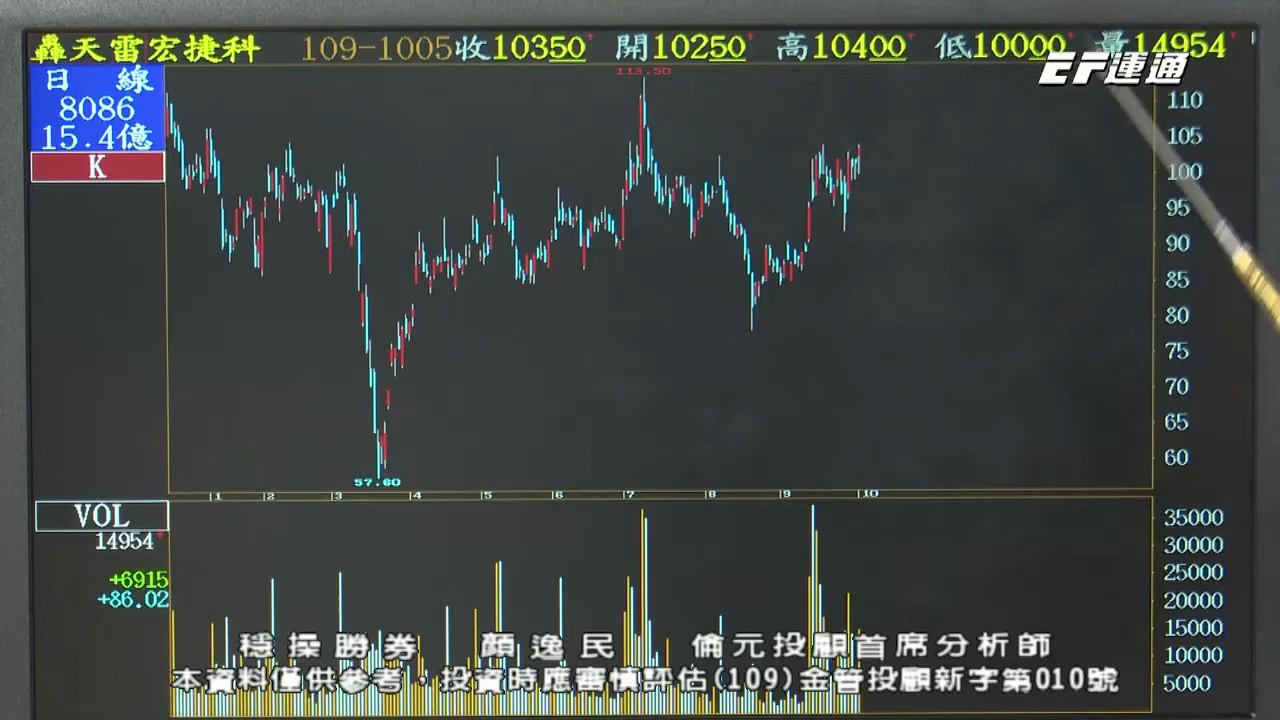 轟天雷宏捷科 109-1005收10350 開10250 高10400 低10000 量14954
EF連通
日 線
8086
15.4億
K
113.50
110
105
100
95
90
85
80
75
70
65
60
57.60
1 2 3 4 5 6 7 8 9 10
VOL
14954
+6915
+86.02
35000
30000
25000
20000
15000
10000
5000
穩操勝券 顏逸民 倫元投顧首席分析師
本資料僅供參考，投資時應審慎評估(109)金管投顧新字第010號